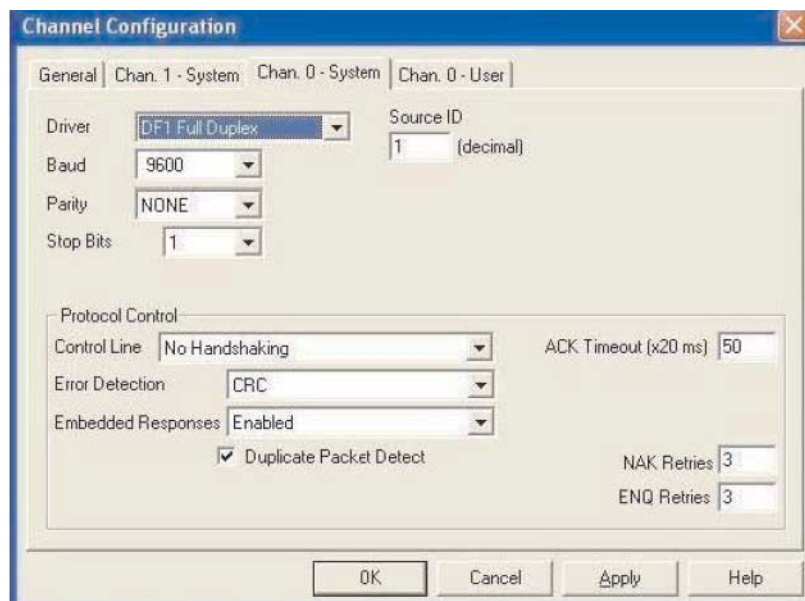 Channel Configuration
General Chan. 1 - System Chan. 0 - System Chan. 0 - User
Driver DF1 Full Duplex Source ID
1 (decimal)
Baud 9600
Parity NONE
Stop Bits 1
Protocol Control
Control Line No Handshaking ACK Timeout (x20 ms) 50
Error Detection CRC
Embedded Responses Enabled
Duplicate Packet Detect NAK Retries 3
ENQ Retries 3
OK Cancel Apply Help